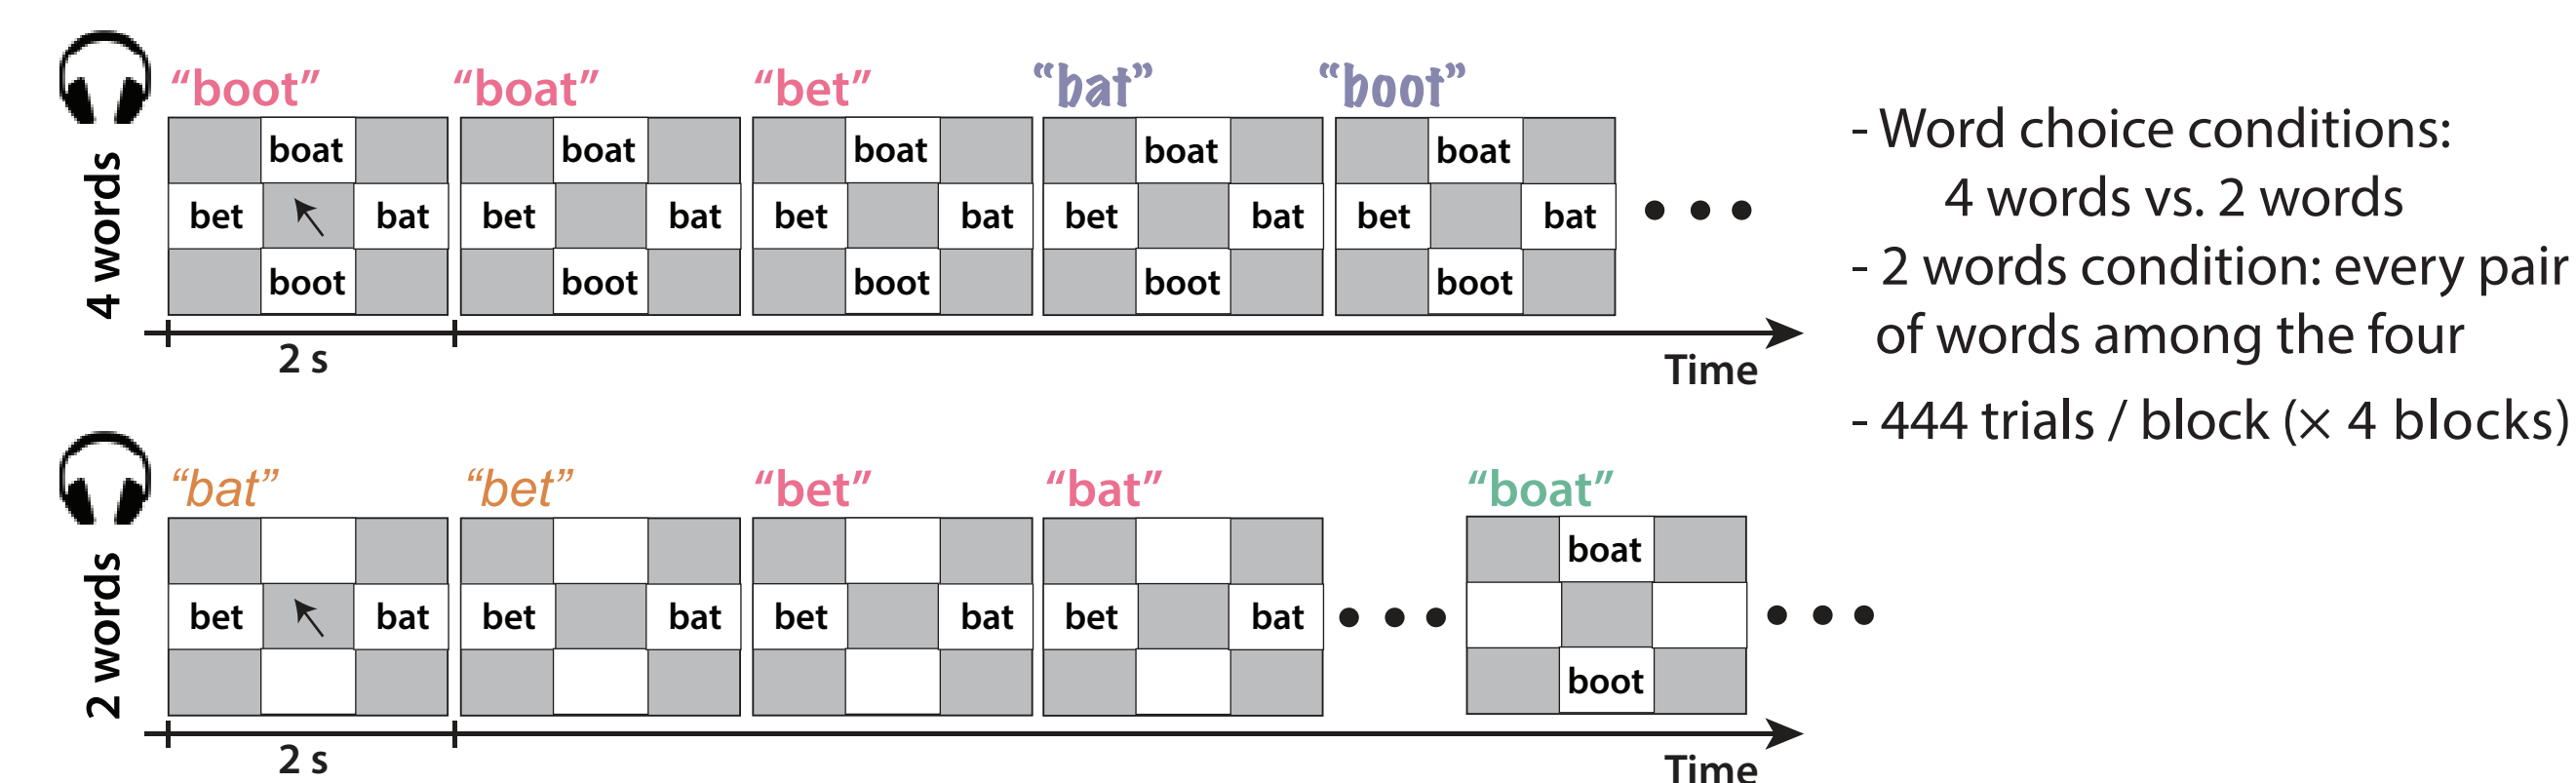 4 words
“boot” “boat” “bet” “bat” “boot”
boat boat boat boat boat
bet bat bet bat bet bat bet bat bet bat
boot boot boot boot boot
2 s
Time
2 words
“bat” “bet” “bet” “bat” “boat”
boat
bet bat bet bat bet bat bet bat
boot
2 s
Time
- Word choice conditions:
4 words vs. 2 words
- 2 words condition: every pair
of words among the four
- 444 trials / block (× 4 blocks)